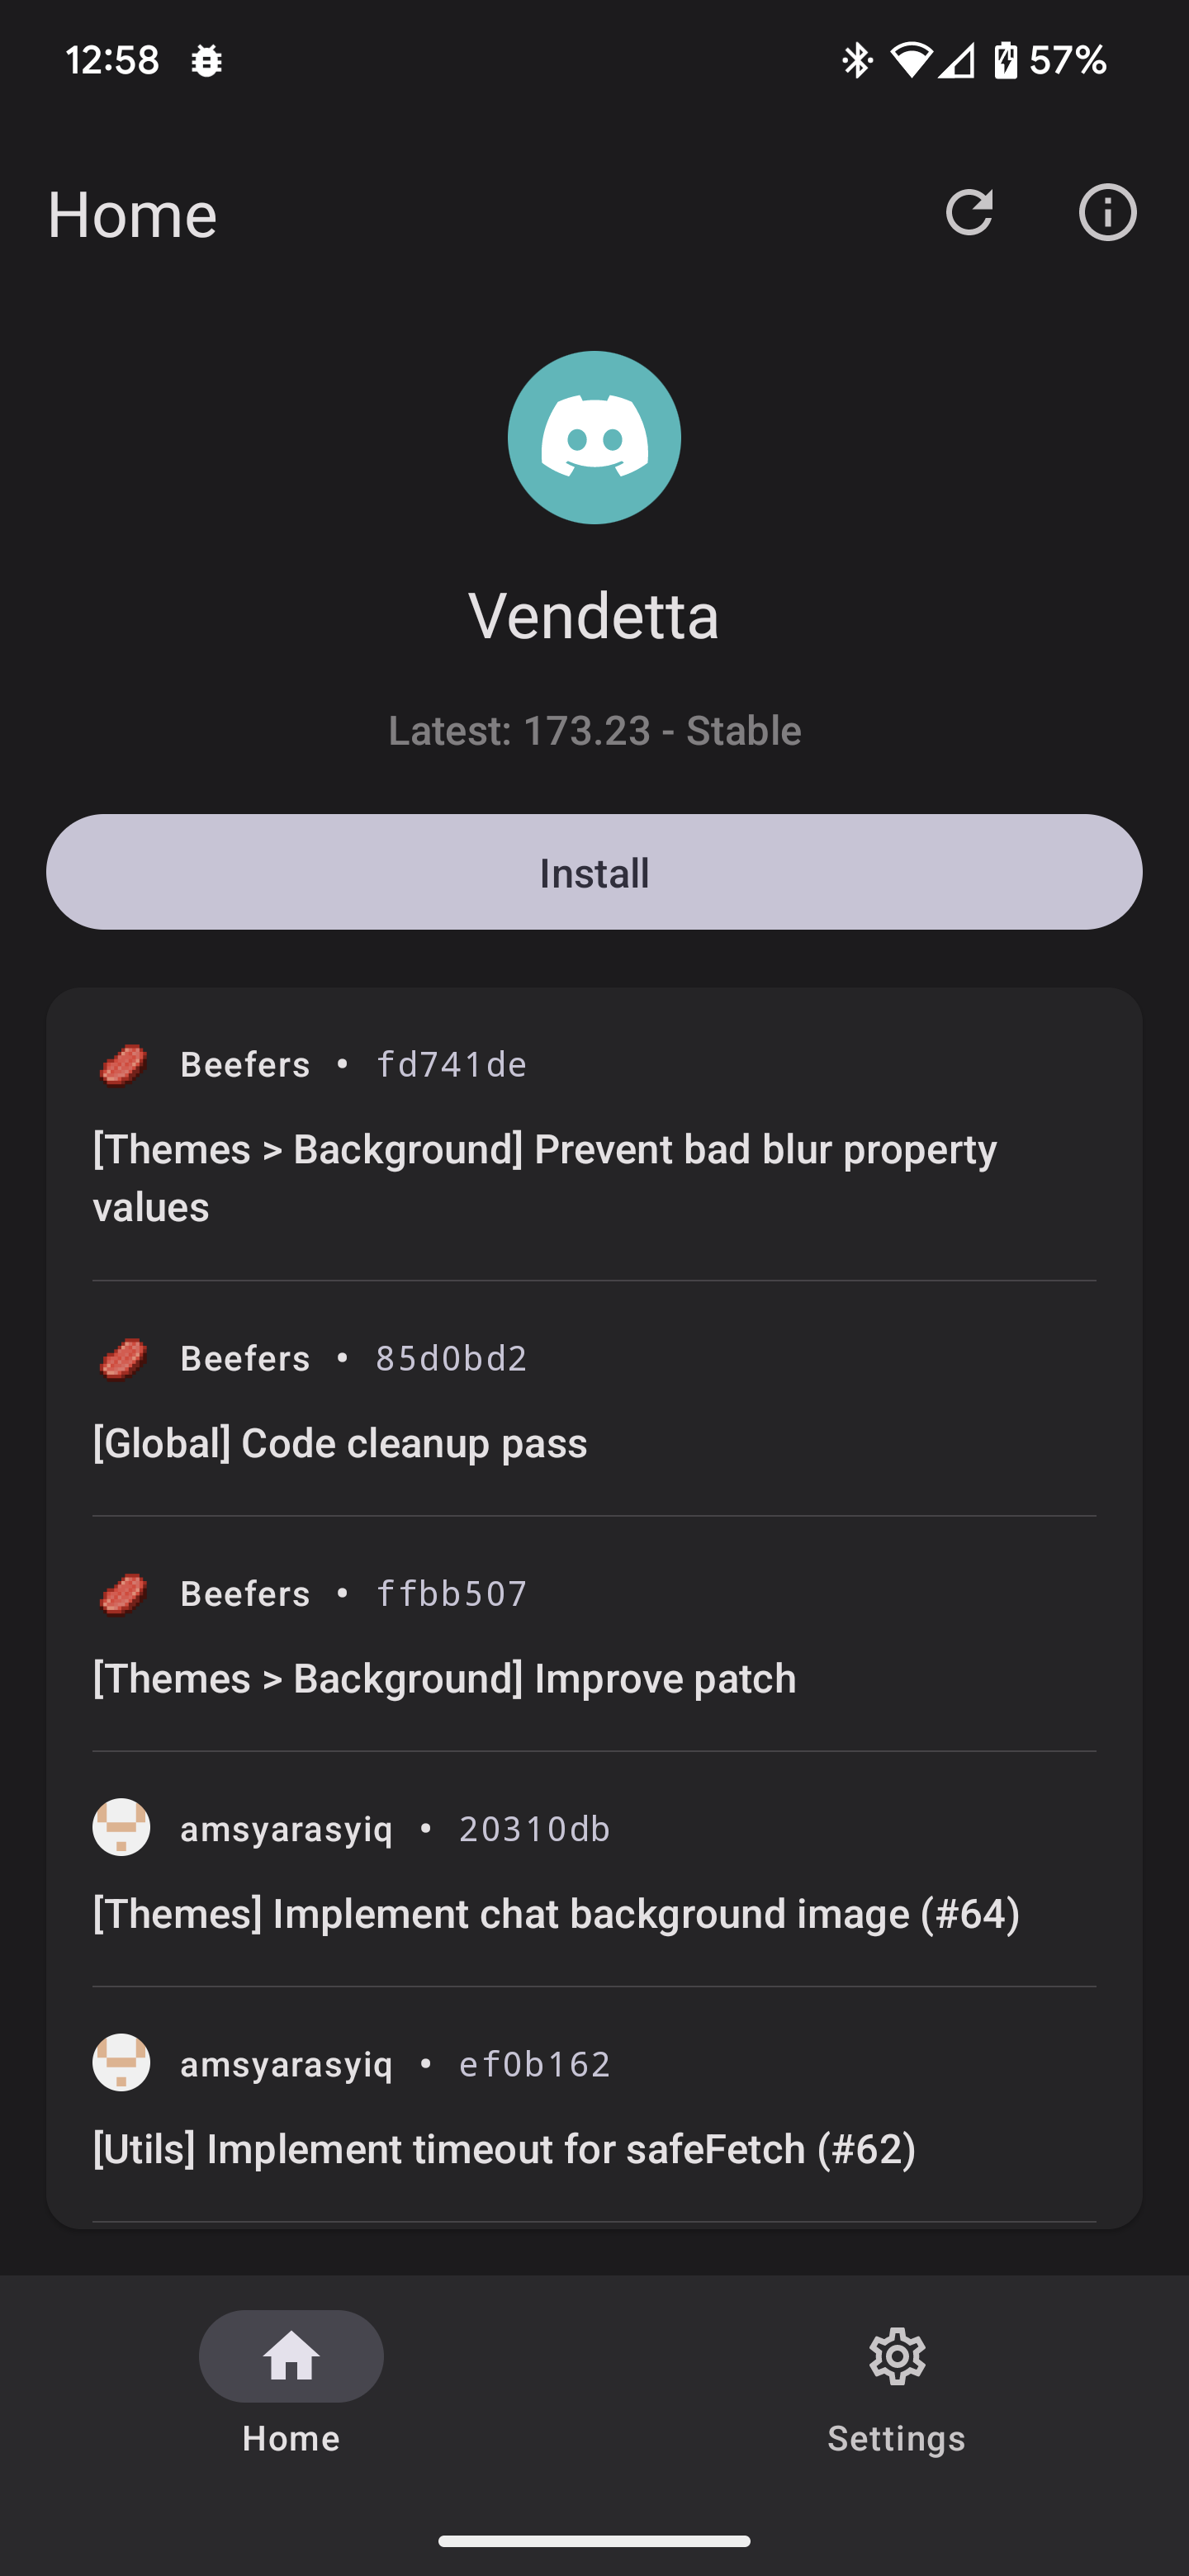 12:58
57%
Home
Vendetta
Latest: 173.23 - Stable
Install
Beefers • fd741de
[Themes > Background] Prevent bad blur property
values
Beefers • 85d0bd2
[Global] Code cleanup pass
Beefers • ffbb507
[Themes > Background] Improve patch
amsyarasyiq • 20310db
[Themes] Implement chat background image (#64)
amsyarasyiq • ef0b162
[Utils] Implement timeout for safeFetch (#62)
Home
Settings